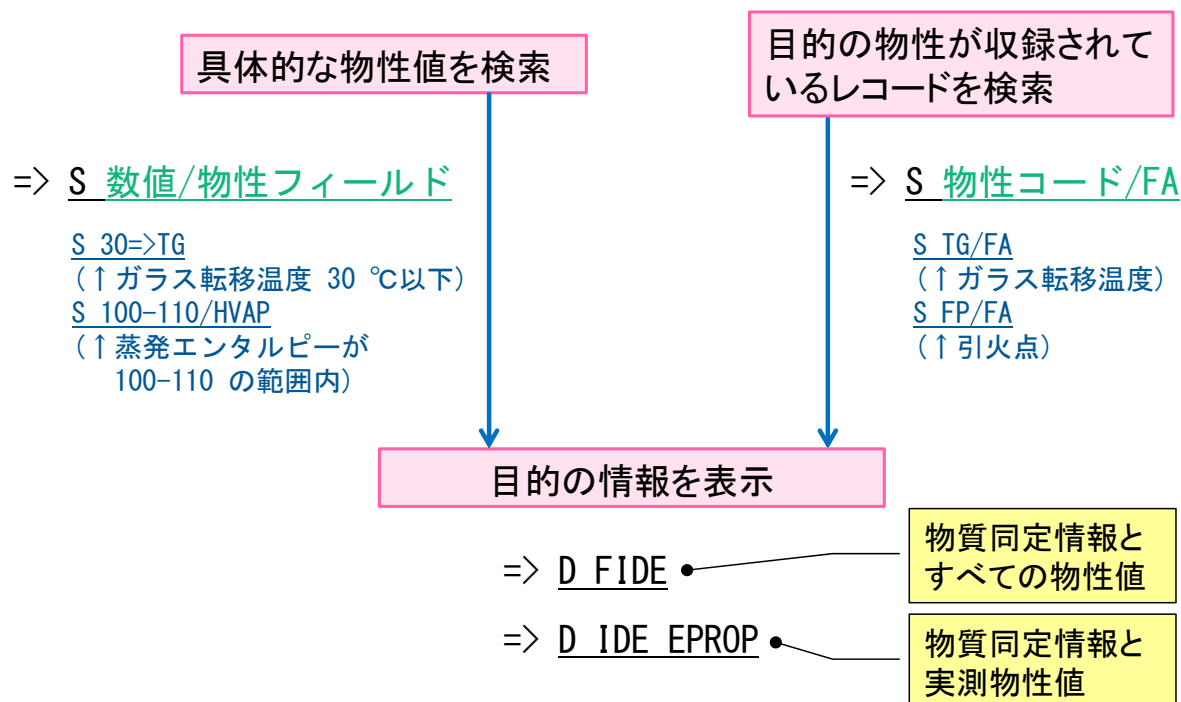 具体的な物性値を検索
目的の物性が収録されて
いるレコードを検索
=> S 数値/物性フィールド
S 30=>TG
(↑ガラス転移温度 30 ℃以下)
S 100-110/HVAP
(↑蒸発エンタルピーが
100-110 の範囲内)
=> S 物性コード/FA
S TG/FA
(↑ガラス転移温度)
S FP/FA
(↑引火点)
目的の情報を表示
=> D FIDE
物質同定情報と
すべての物性値
=> D IDE EPROP
物質同定情報と
実測物性値